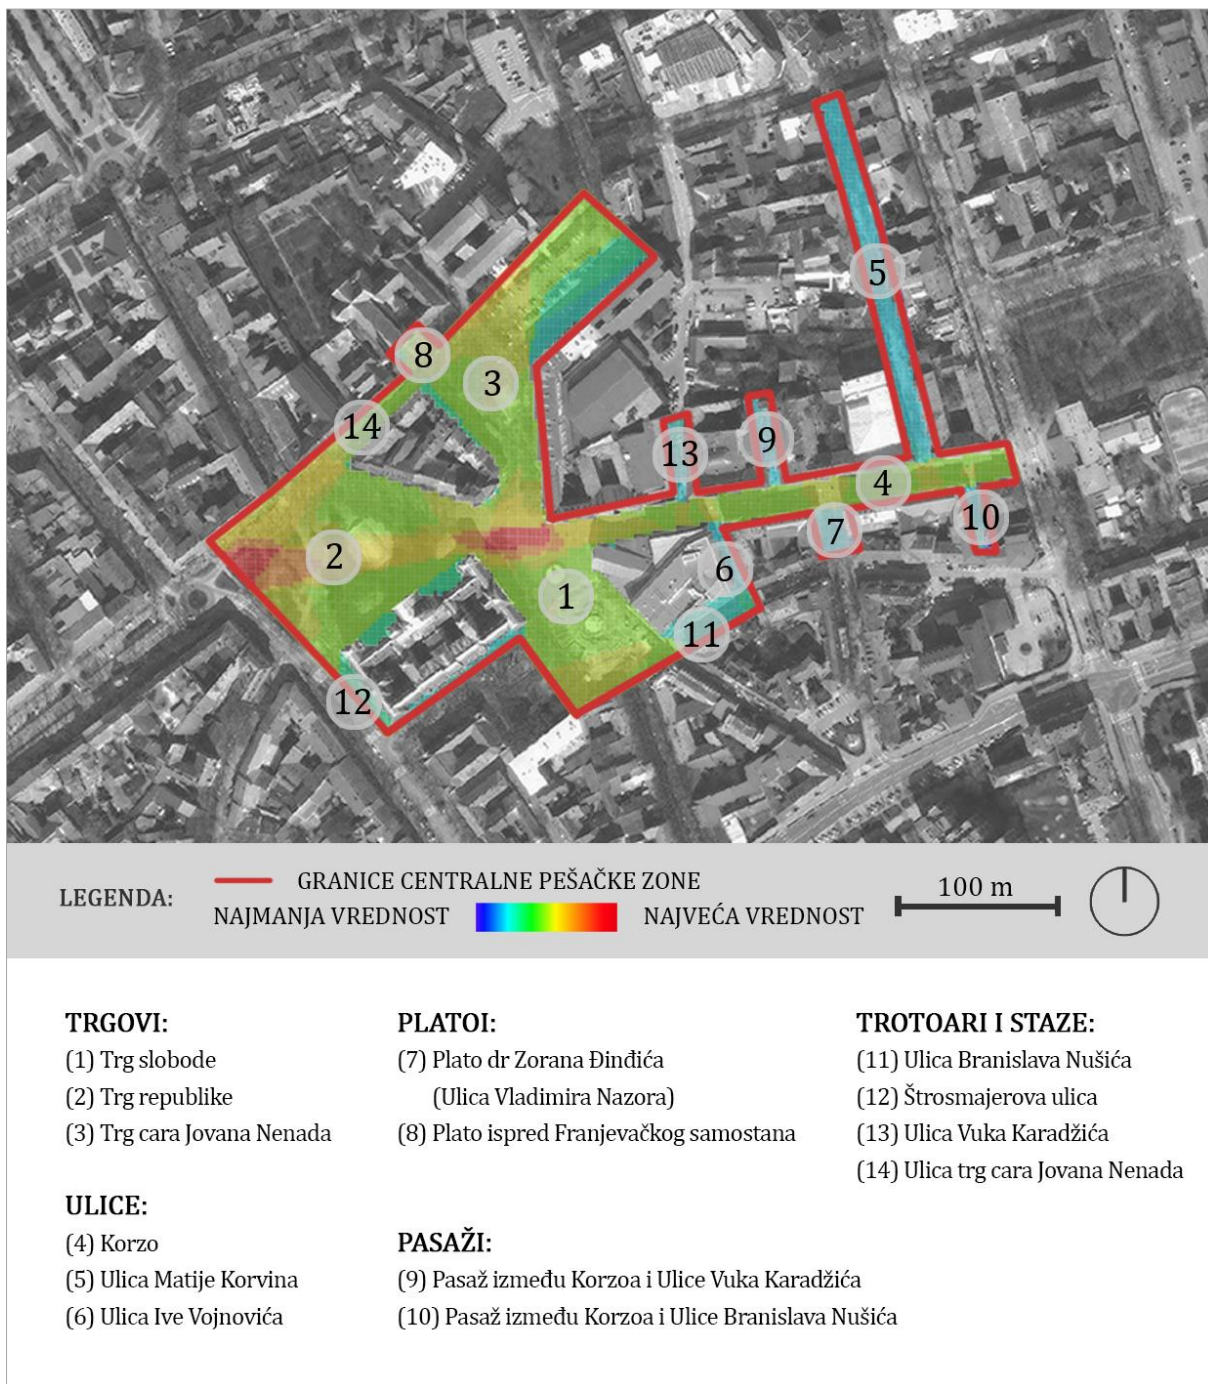 5
8
3
14
9
13
4
10
7
2
6
1
11
12
LEGENDA:
GRANICE CENTRALNE PEŠAČKE ZONE
NAJMANJA VREDNOST
NAJVEĆA VREDNOST
100 m
TRGOVI:
(1) Trg slobode
(2) Trg republike
(3) Trg cara Jovana Nenada
ULICE:
(4) Korzo
(5) Ulica Matije Korvina
(6) Ulica Ive Vojnovića
PLATOI:
(7) Plato dr Zorana Đinđića
(Ulica Vladimira Nazora)
(8) Plato ispred Franjevačkog samostana
PASAŽI:
(9) Pasaž između Korzoa i Ulice Vuka Karadžića
(10) Pasaž između Korzoa i Ulice Branislava Nušića
TROTOARI I STAZE:
(11) Ulica Branislava Nušića
(12) Štrosmajerova ulica
(13) Ulica Vuka Karadžića
(14) Ulica trg cara Jovana Nenada